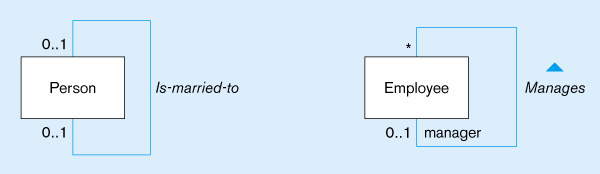 0..1
Person
Is-married-to
0..1
*
Employee
Manages
0..1 manager